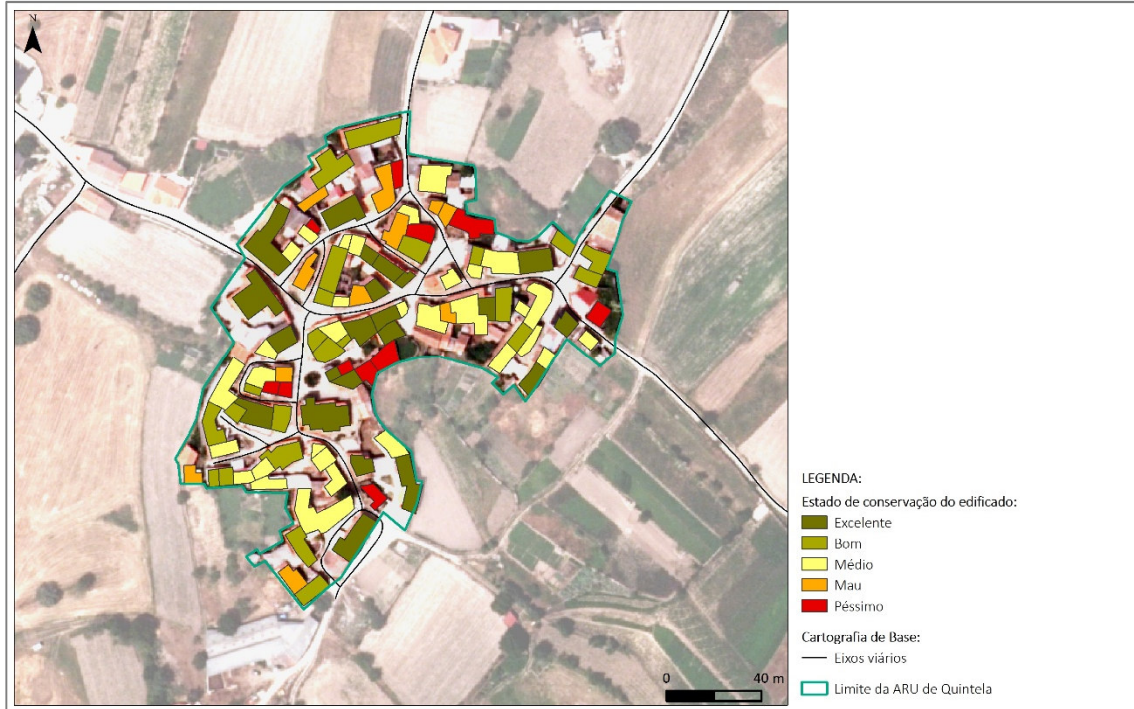 N
0 40 m
LEGENDA:
Estado de conservação do edificado:
Excelente
Bom
Médio
Mau
Péssimo
Cartografia de Base:
Eixos viários
Limite da ARU de Quintela